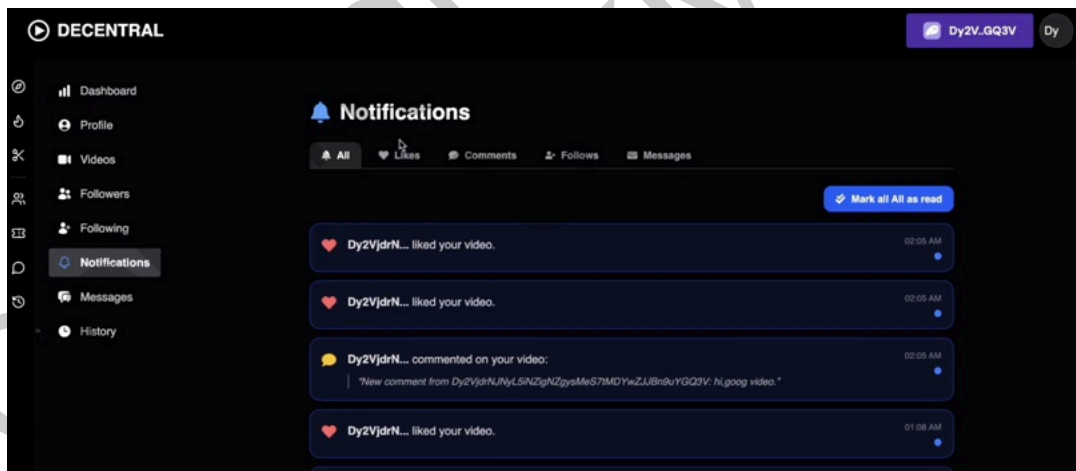 DECENTRAL
Dy2V..GQ3V
Dy
Dashboard
Profile
Videos
Followers
Following
Notifications
Messages
History
Notifications
All
Likes
Comments
Follows
Messages
Mark all All as read
Dy2VjdrN... liked your video.
02:05 AM
Dy2VjdrN... liked your video.
02:05 AM
Dy2VjdrN... commented on your video:
02:05 AM
"New comment from : hi,goog video."
Dy2VjdrN... liked your video.
01:06 AM